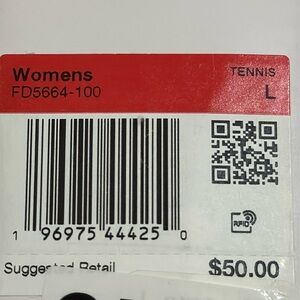 Womens TENNIS
FD5664-100 L
RFID
1 96975 44425 0
Suggested Retail $50.00